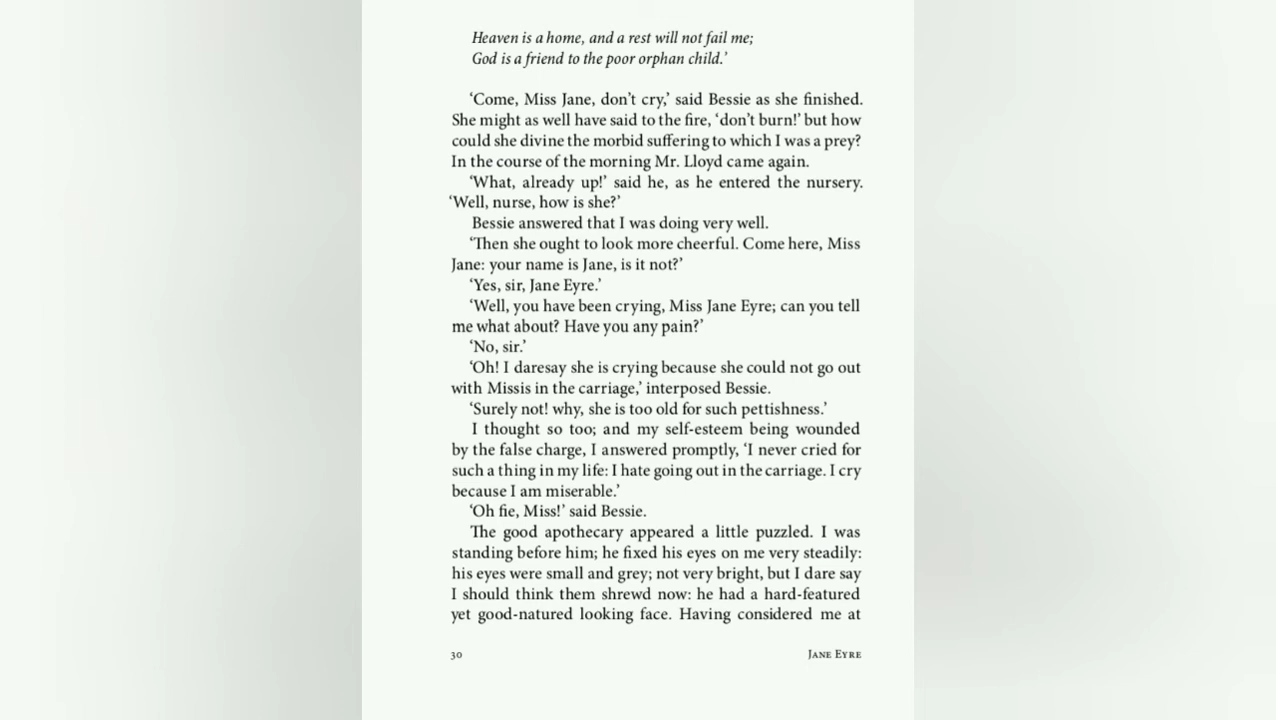 Heaven is a home, and a rest will not fail me;
God is a friend to the poor orphan child.’
‘Come, Miss Jane, don’t cry,’ said Bessie as she finished.
She might as well have said to the fire, ‘don’t burn!’ but how
could she divine the morbid suffering to which I was a prey?
In the course of the morning Mr. Lloyd came again.
‘What, already up!’ said he, as he entered the nursery.
‘Well, nurse, how is she?’
Bessie answered that I was doing very well.
‘Then she ought to look more cheerful. Come here, Miss
Jane: your name is Jane, is it not?’
‘Yes, sir, Jane Eyre.’
‘Well, you have been crying, Miss Jane Eyre; can you tell
me what about? Have you any pain?’
‘No, sir.’
‘Oh! I daresay she is crying because she could not go out
with Missis in the carriage,’ interposed Bessie.
‘Surely not! why, she is too old for such pettishness.’
I thought so too; and my self-esteem being wounded
by the false charge, I answered promptly, ‘I never cried for
such a thing in my life: I hate going out in the carriage. I cry
because I am miserable.’
‘Oh fie, Miss!’ said Bessie.
The good apothecary appeared a little puzzled. I was
standing before him; he fixed his eyes on me very steadily:
his eyes were small and grey; not very bright, but I dare say
I should think them shrewd now: he had a hard-featured
yet good-natured looking face. Having considered me at
30 Jane Eyre